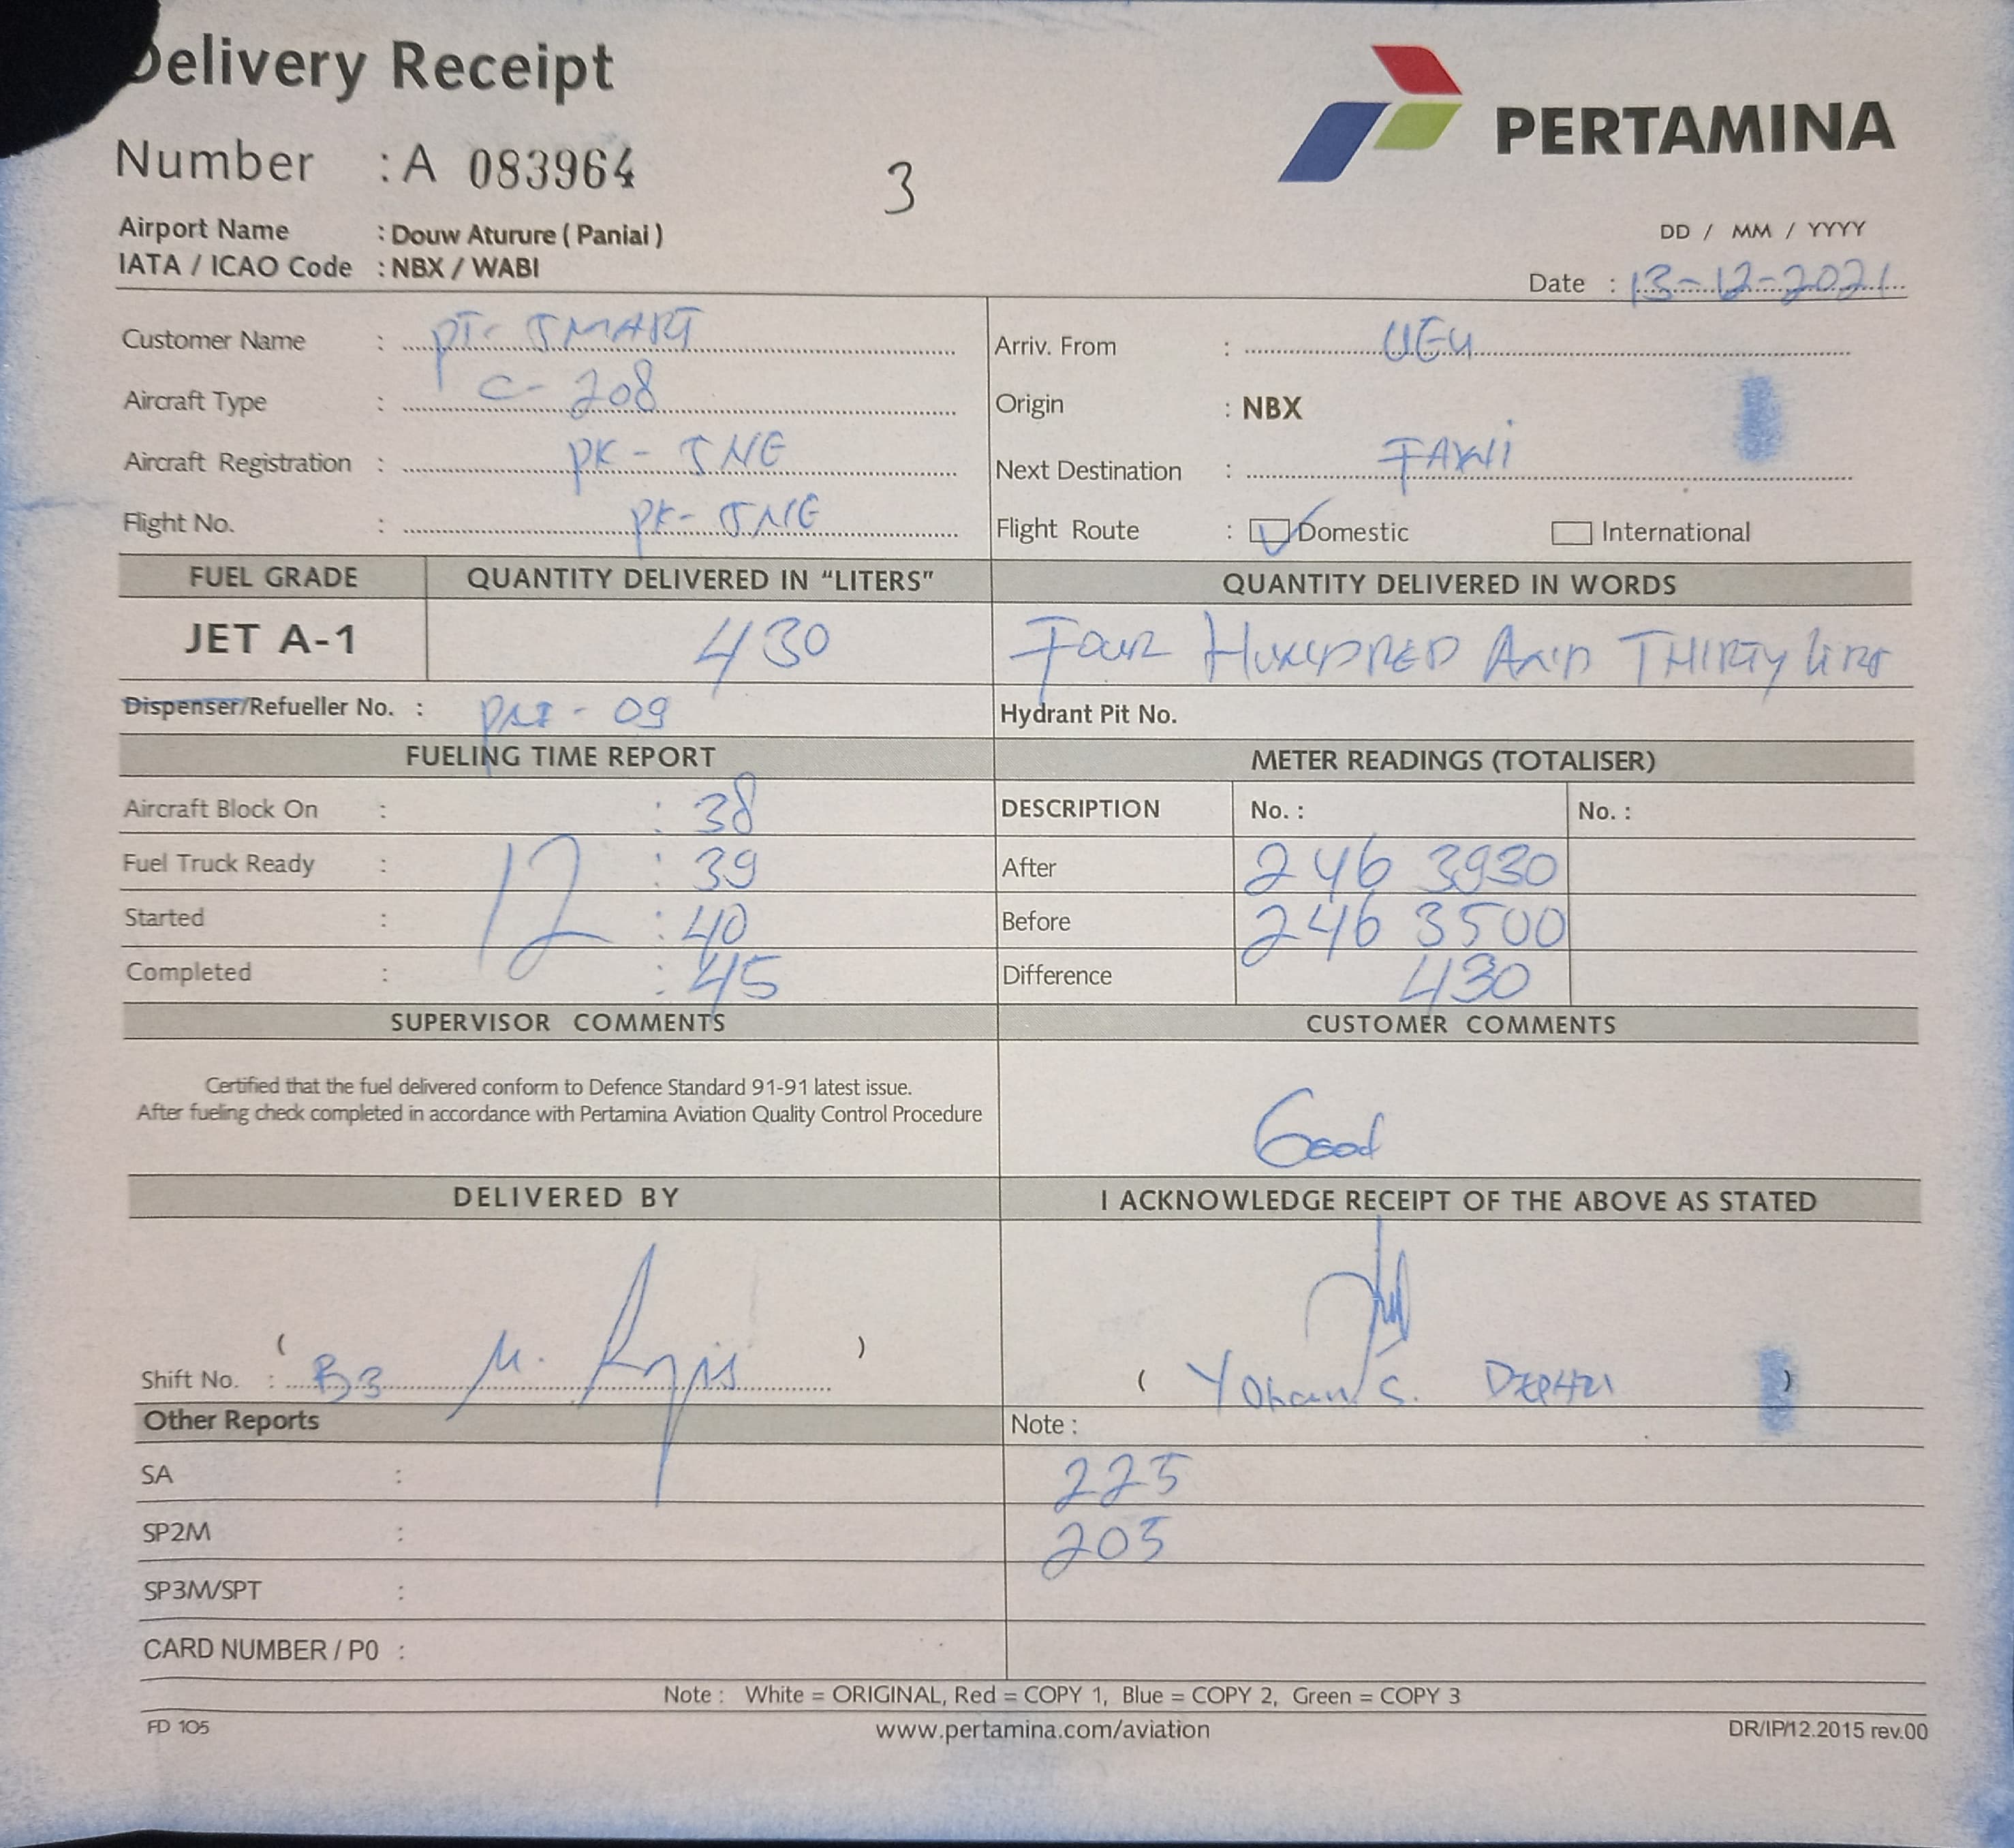 Delivery Receipt
PERTAMINA
Number : A 083964
3
Airport Name : Douw Aturure ( Paniai )
DD / MM / YYYY
IATA / ICAO Code : NBX / WABI
Date : 13-12-2021
Customer Name : PT- SMART
Arriv. From :
Aircraft Type : C-208
Origin : NBX
Aircraft Registration : PK-SNE
Next Destination : FAWi
Flight No. : PK-SNE
Flight Route : Domestic International
FUEL GRADE QUANTITY DELIVERED IN “LITERS” QUANTITY DELIVERED IN WORDS
JET A-1 430 FOUR HUNDRED AND THIRTY
Dispenser/Refueller No. : - 09 Hydrant Pit No.
FUELING TIME REPORT METER READINGS (TOTALISER)
Aircraft Block On : : 38 DESCRIPTION No. : No. :
Fuel Truck Ready : 12 : 39 After 246 3930
Started : : 40 Before 246 3500
Completed : : 45 Difference 430
SUPERVISOR COMMENTS CUSTOMER COMMENTS
Certified that the fuel delivered conform to Defence Standard 91-91 latest issue.
After fueling check completed in accordance with Pertamina Aviation Quality Control Procedure
Good
DELIVERED BY I ACKNOWLEDGE RECEIPT OF THE ABOVE AS STATED
( )
Shift No. : B3 M. ( Yohan S. )
Other Reports Note :
SA : 225
SP2M : 205
SP3M/SPT :
CARD NUMBER / P0 :
Note : White = ORIGINAL, Red = COPY 1, Blue = COPY 2, Green = COPY 3
FD 105 www.pertamina.com/aviation DR/IP/12.2015 rev.00